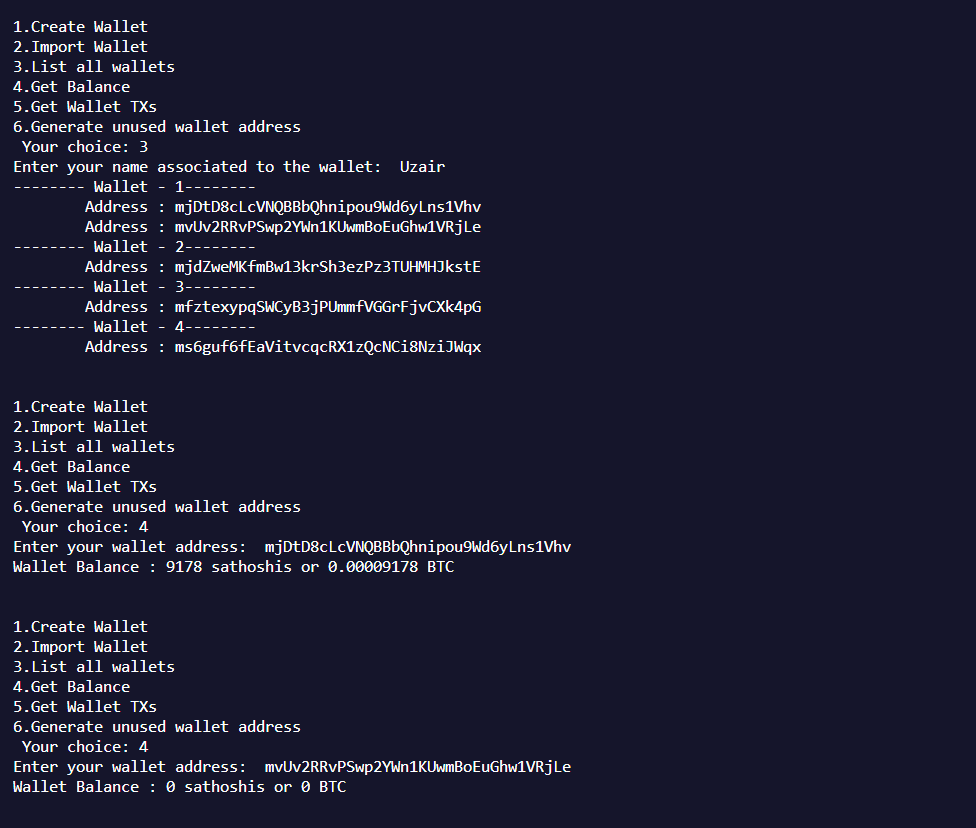 1.Create Wallet
2.Import Wallet
3.List all wallets
4.Get Balance
5.Get Wallet TXs
6.Generate unused wallet address
Your choice: 3
Enter your name associated to the wallet:  Uzair
-------- Wallet - 1--------
Address : mjDtD8cLcVNQBBbQhnipou9Wd6yLns1Vhv
Address : mvUv2RRvPSwp2YWn1KUwmBoEuGhw1VRjLe
-------- Wallet - 2--------
Address : mjdZweMKfmBw13krSh3ezPz3TUHMHJkstE
-------- Wallet - 3--------
Address : mfztexypqSWCyB3jPUmmfVGGrFjvCXk4pG
-------- Wallet - 4--------
Address : ms6guf6fEaVitvcqcRX1zQcNCi8NziJWqx
1.Create Wallet
2.Import Wallet
3.List all wallets
4.Get Balance
5.Get Wallet TXs
6.Generate unused wallet address
Your choice: 4
Enter your wallet address:  mjDtD8cLcVNQBBbQhnipou9Wd6yLns1Vhv
Wallet Balance : 9178 sathoshis or 0.00009178 BTC
1.Create Wallet
2.Import Wallet
3.List all wallets
4.Get Balance
5.Get Wallet TXs
6.Generate unused wallet address
Your choice: 4
Enter your wallet address:  mvUv2RRvPSwp2YWn1KUwmBoEuGhw1VRjLe
Wallet Balance : 0 sathoshis or 0 BTC